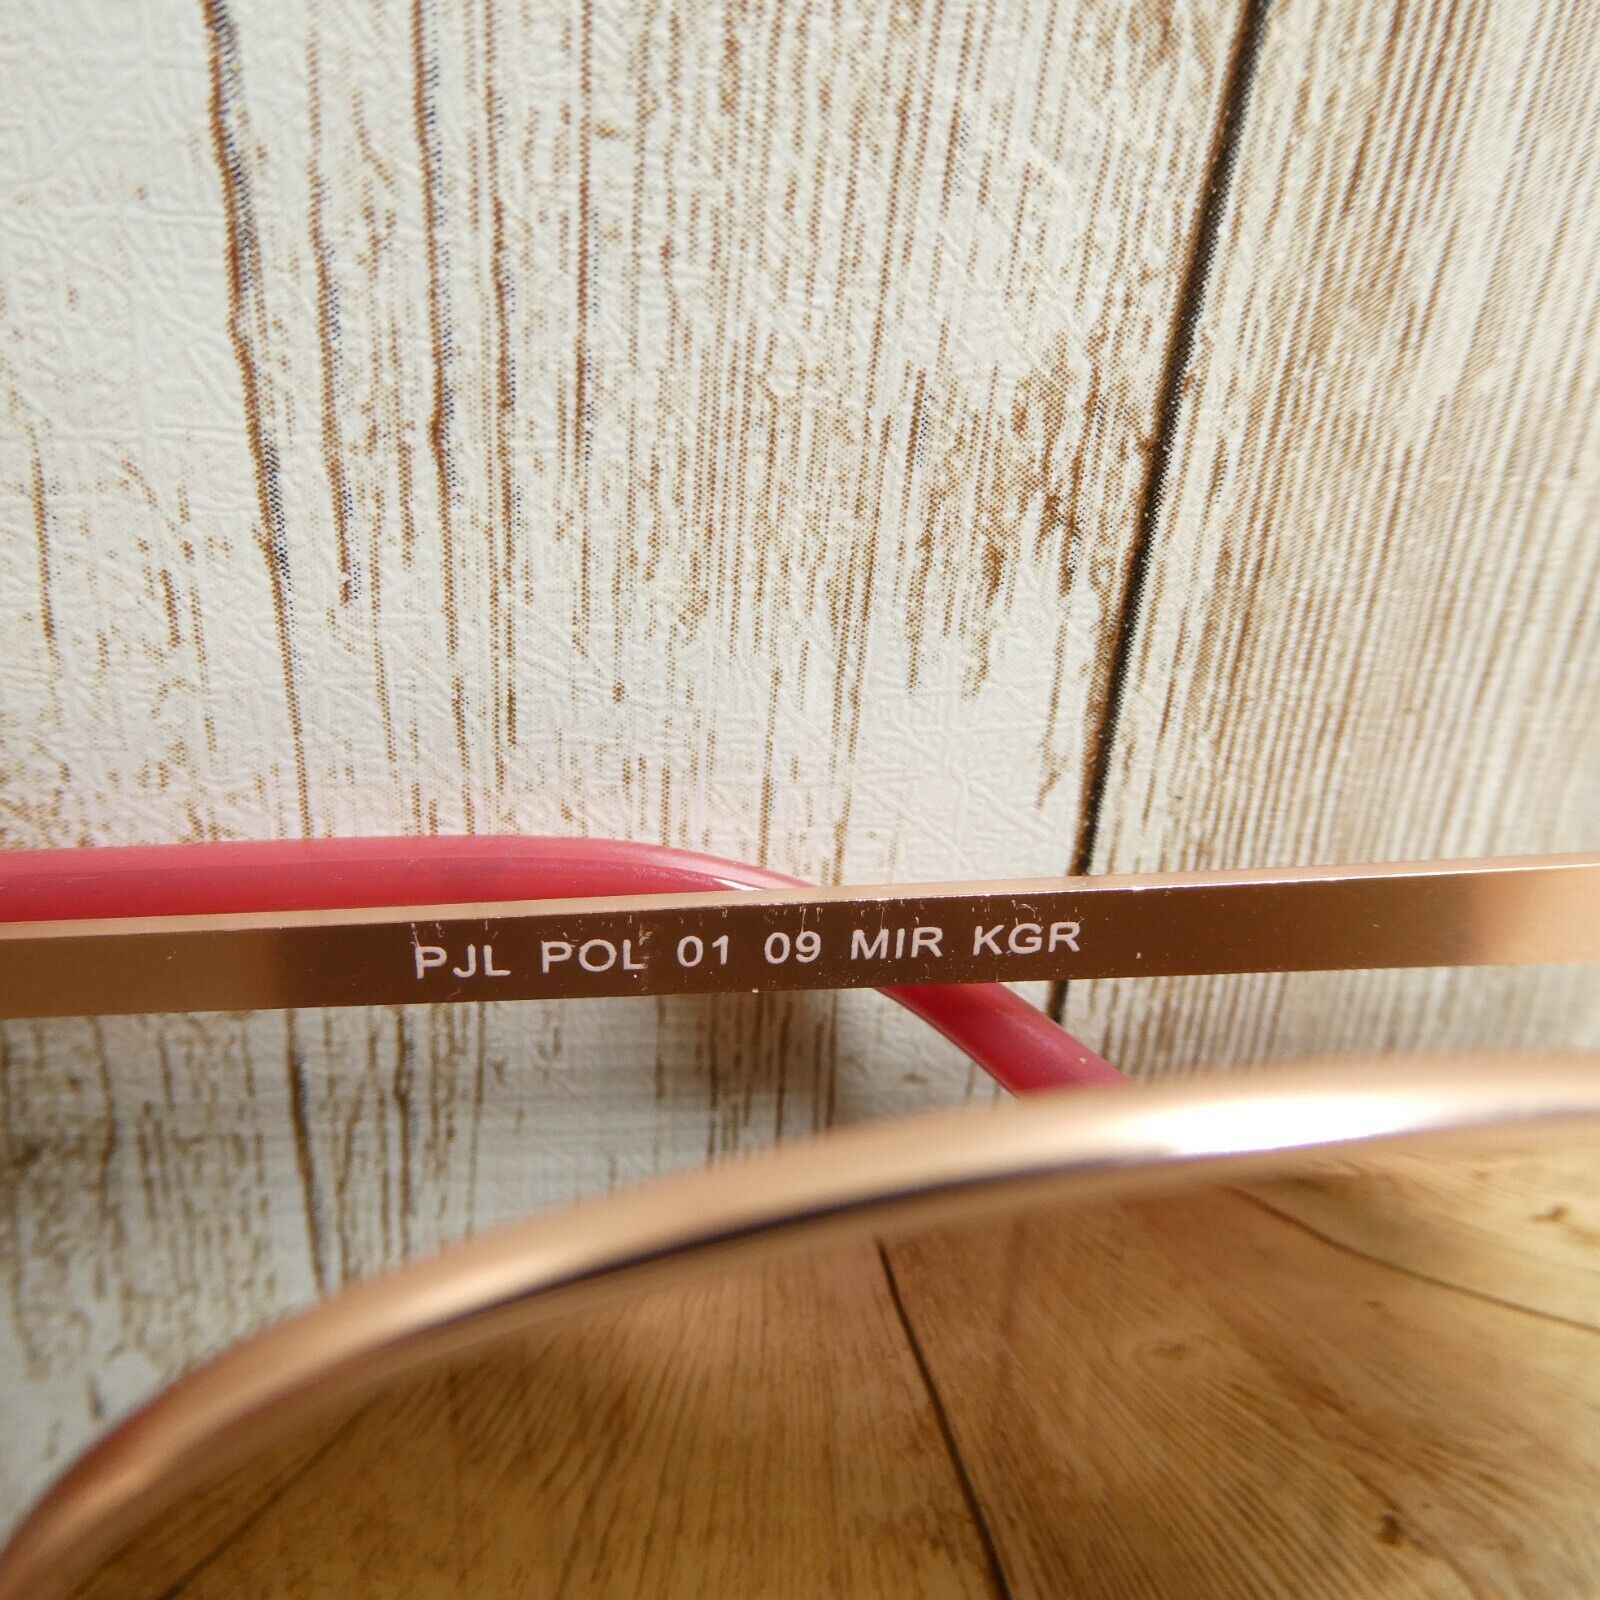 PJL POL 01 09 MIR KGR